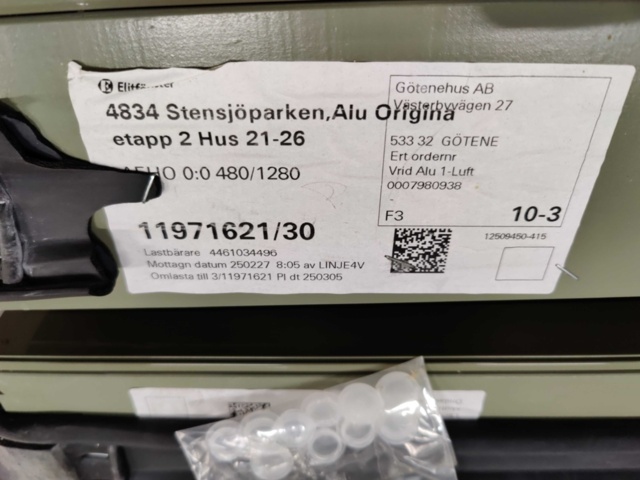 Elitfönster
4834 Stensjöparken,Alu Origina
etapp 2 Hus 21-26
AFHO 0:0 480/1280
11971621/30
Lastbärare 4461034496
Mottagn datum 250227 8:05 av LINJE4V
Omlasta till 3/11971621 Pl dt 250305
Götenehus AB
Västerbyvägen 27
533 32 GÖTENE
Ert ordernr
Vrid Alu 1-Luft
0007980938
F3 10-3
12509450-415